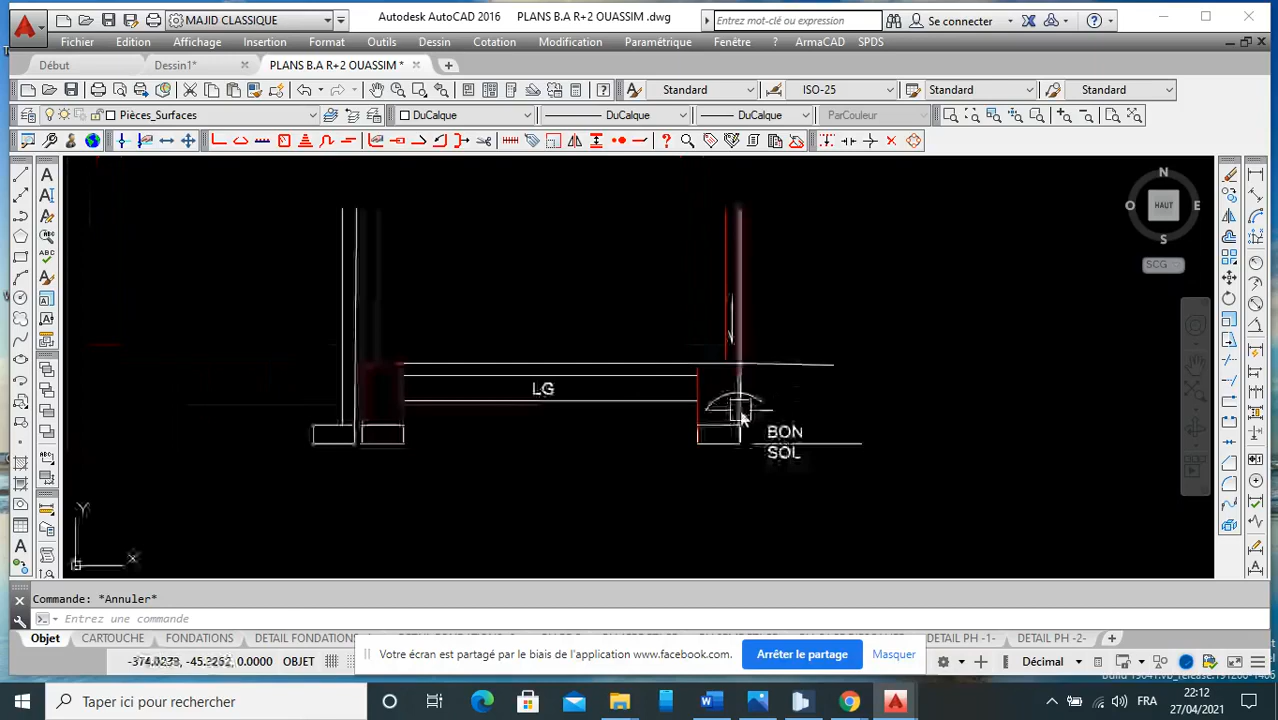 MAJID CLASSIQUE
Autodesk AutoCAD 2016 PLANS B.A R+2 OUASSIM .dwg
Entrez mot-clé ou expression
Se connecter
Fichier Edition Affichage Insertion Format Outils Dessin Cotation Modification Paramétrique Fenêtre ? ArmaCAD SPDS
Début Dessin1* PLANS B.A R+2 OUASSIM *
Standard ISO-25 Standard Standard
Pièces_Surfaces DuCalque DuCalque DuCalque ParCouleur
N
O HAUT E
S
SCG
LG
BON
SOL
Y
X
Commande: *Annuler*
Entrez une commande
Objet CARTOUCHE FONDATIONS DETAIL FONDATIONS DETAIL PH -1- DETAIL PH -2-
Votre écran est partagé par le biais de l'application www.facebook.com. Arrêter le partage Masquer
OBJET Décimal
Taper ici pour rechercher
FRA
22:12
27/04/2021